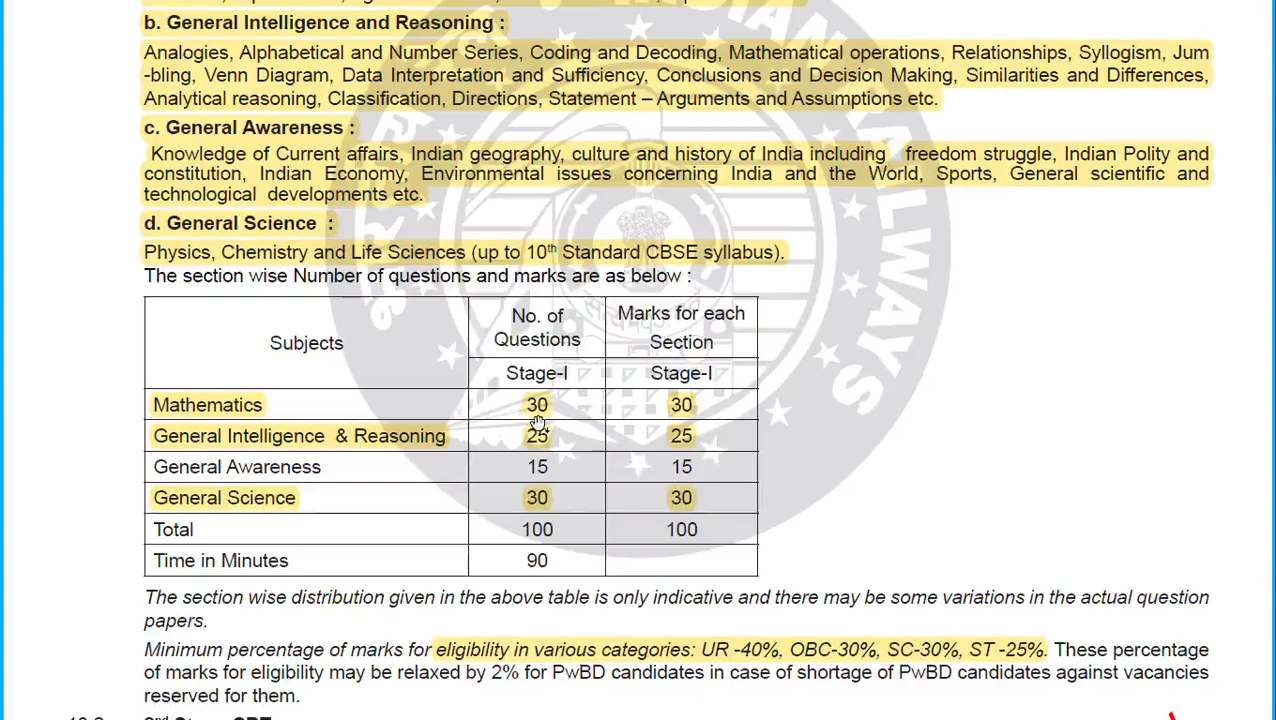 b. General Intelligence and Reasoning :
Analogies, Alphabetical and Number Series, Coding and Decoding, Mathematical operations, Relationships, Syllogism, Jum
-bling, Venn Diagram, Data Interpretation and Sufficiency, Conclusions and Decision Making, Similarities and Differences,
Analytical reasoning, Classification, Directions, Statement – Arguments and Assumptions etc.
c. General Awareness :
Knowledge of Current affairs, Indian geography, culture and history of India including freedom struggle, Indian Polity and
constitution, Indian Economy, Environmental issues concerning India and the World, Sports, General scientific and
technological developments etc.
d. General Science :
Physics, Chemistry and Life Sciences (up to 10th Standard CBSE syllabus).
The section wise Number of questions and marks are as below :
Subjects No. of Questions Marks for each Section
Stage-I Stage-I
Mathematics 30 30
General Intelligence & Reasoning 25 25
General Awareness 15 15
General Science 30 30
Total 100 100
Time in Minutes 90
The section wise distribution given in the above table is only indicative and there may be some variations in the actual question
papers.
Minimum percentage of marks for eligibility in various categories: UR -40%, OBC-30%, SC-30%, ST -25%. These percentage
of marks for eligibility may be relaxed by 2% for PwBD candidates in case of shortage of PwBD candidates against vacancies
reserved for them.
INDIAN RAILWAYS